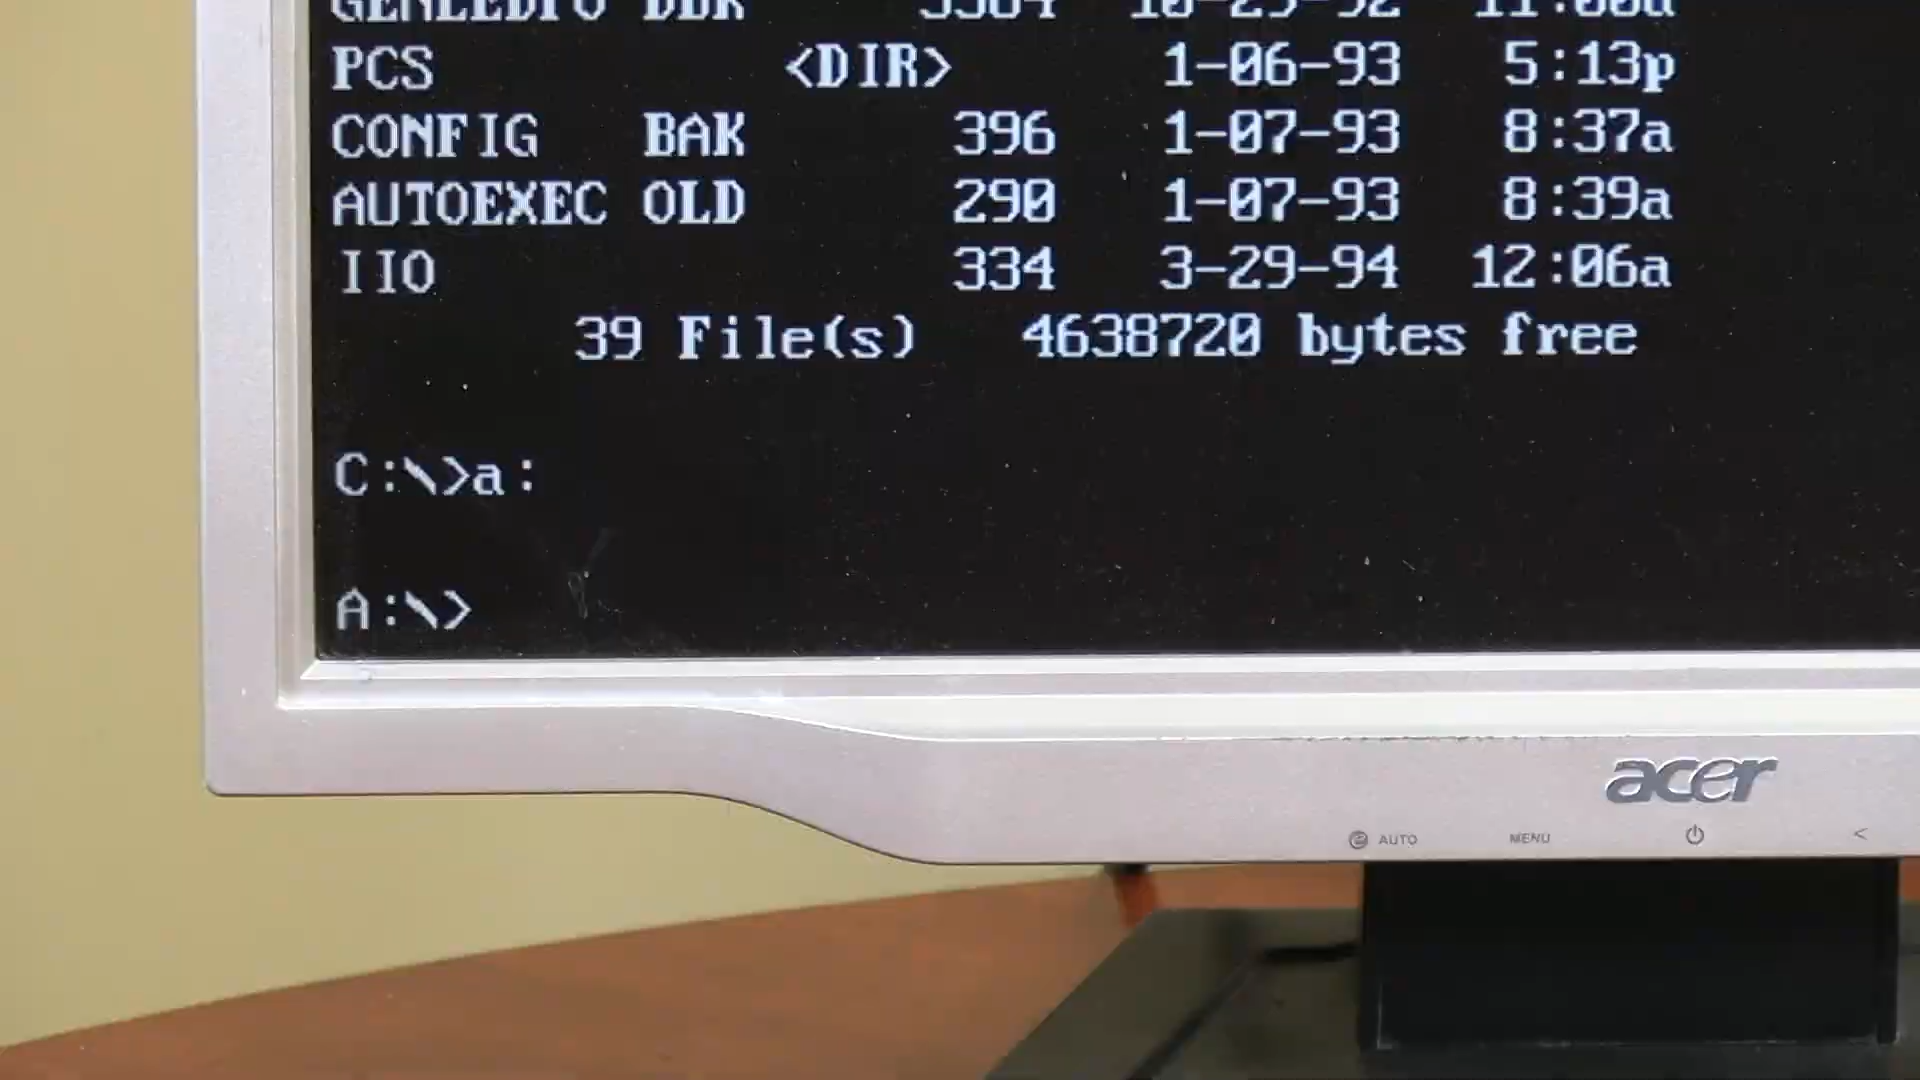 PCS <DIR> 1-06-93 5:13p
CONFIG BAK 396 1-07-93 8:37a
AUTOEXEC OLD 290 1-07-93 8:39a
IIO 334 3-29-94 12:06a
39 File(s) 4638720 bytes free
C:\>a:
A:\>
acer
e AUTO MENU <